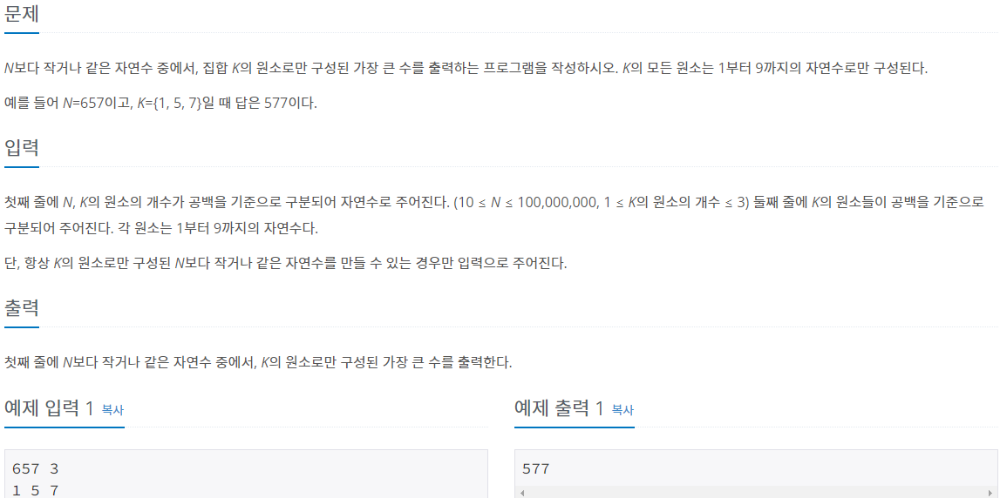 문제
N보다 작거나 같은 자연수 중에서, 집합 K의 원소로만 구성된 가장 큰 수를 출력하는 프로그램을 작성하시오. K의 모든 원소는 1부터 9까지의 자연수로만 구성된다.
예를 들어 N=657이고, K={1, 5, 7}일 때 답은 577이다.
입력
첫째 줄에 N, K의 원소의 개수가 공백을 기준으로 구분되어 자연수로 주어진다. (10 ≤ N ≤ 100,000,000, 1 ≤ K의 원소의 개수 ≤ 3) 둘째 줄에 K의 원소들이 공백을 기준으로
구분되어 주어진다. 각 원소는 1부터 9까지의 자연수다.
단, 항상 K의 원소로만 구성된 N보다 작거나 같은 자연수를 만들 수 있는 경우만 입력으로 주어진다.
출력
첫째 줄에 N보다 작거나 같은 자연수 중에서, K의 원소로만 구성된 가장 큰 수를 출력한다.
예제 입력 1 복사
657 3
1 5 7
예제 출력 1 복사
577